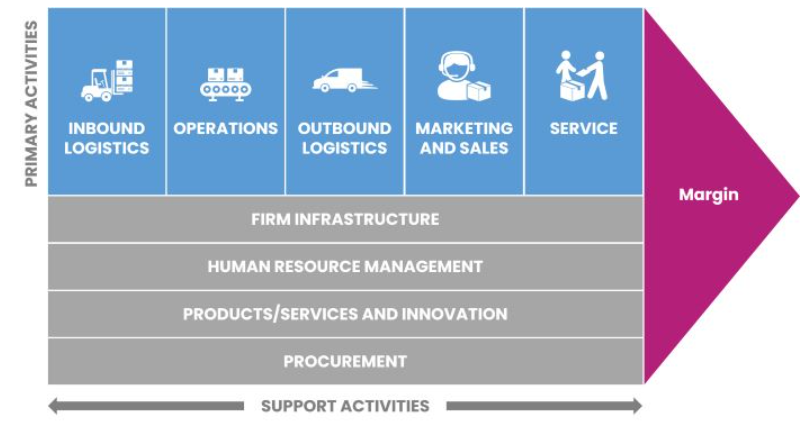 PRIMARY ACTIVITIES
INBOUND
LOGISTICS
OPERATIONS
OUTBOUND
LOGISTICS
MARKETING
AND SALES
SERVICE
Margin
FIRM INFRASTRUCTURE
HUMAN RESOURCE MANAGEMENT
PRODUCTS/SERVICES AND INNOVATION
PROCUREMENT
SUPPORT ACTIVITIES